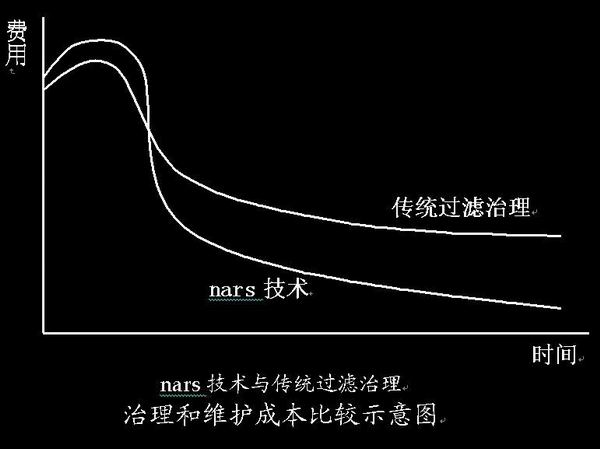 费用
传统过滤治理
nars 技术
时间
nars 技术与传统过滤治理
治理和维护成本比较示意图